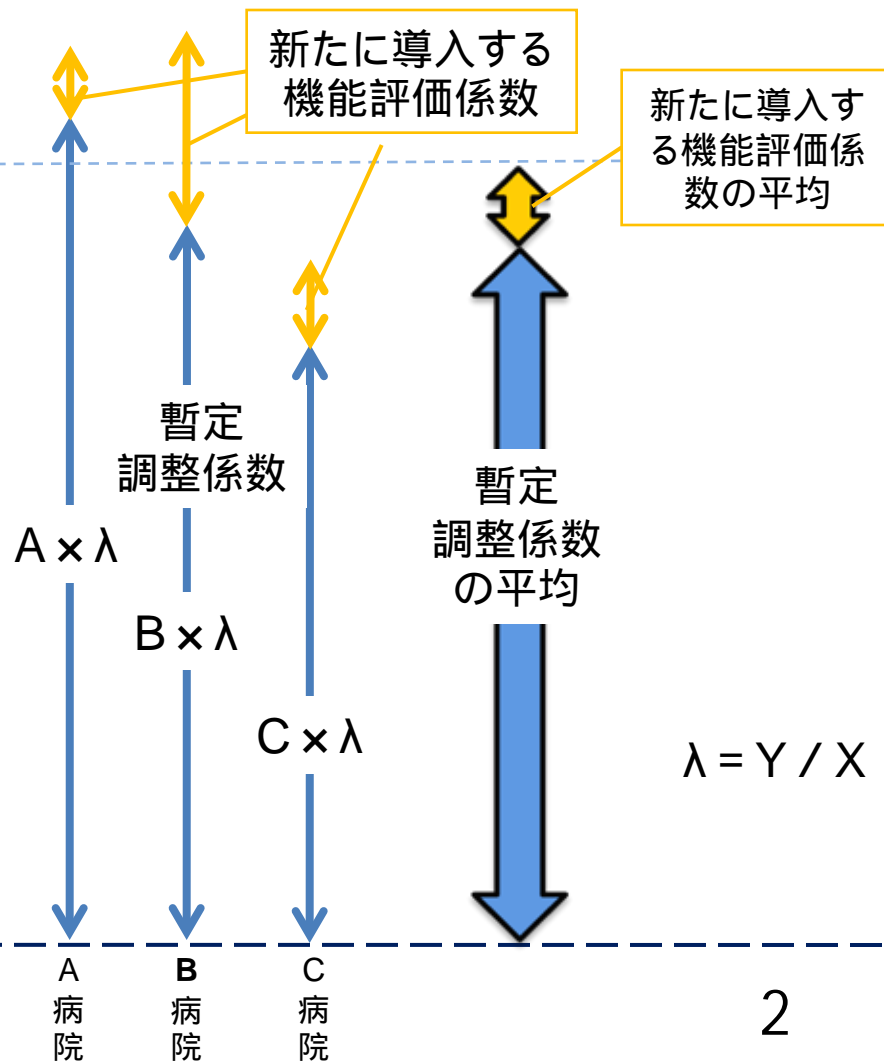 新たに導入する
機能評価係数
新たに導入す
る機能評価係
数の平均
暫定
調整係数
暫定
調整係数
の平均
A × λ
B × λ
C × λ
λ = Y / X
A
病
院
B
病
院
C
病
院
2